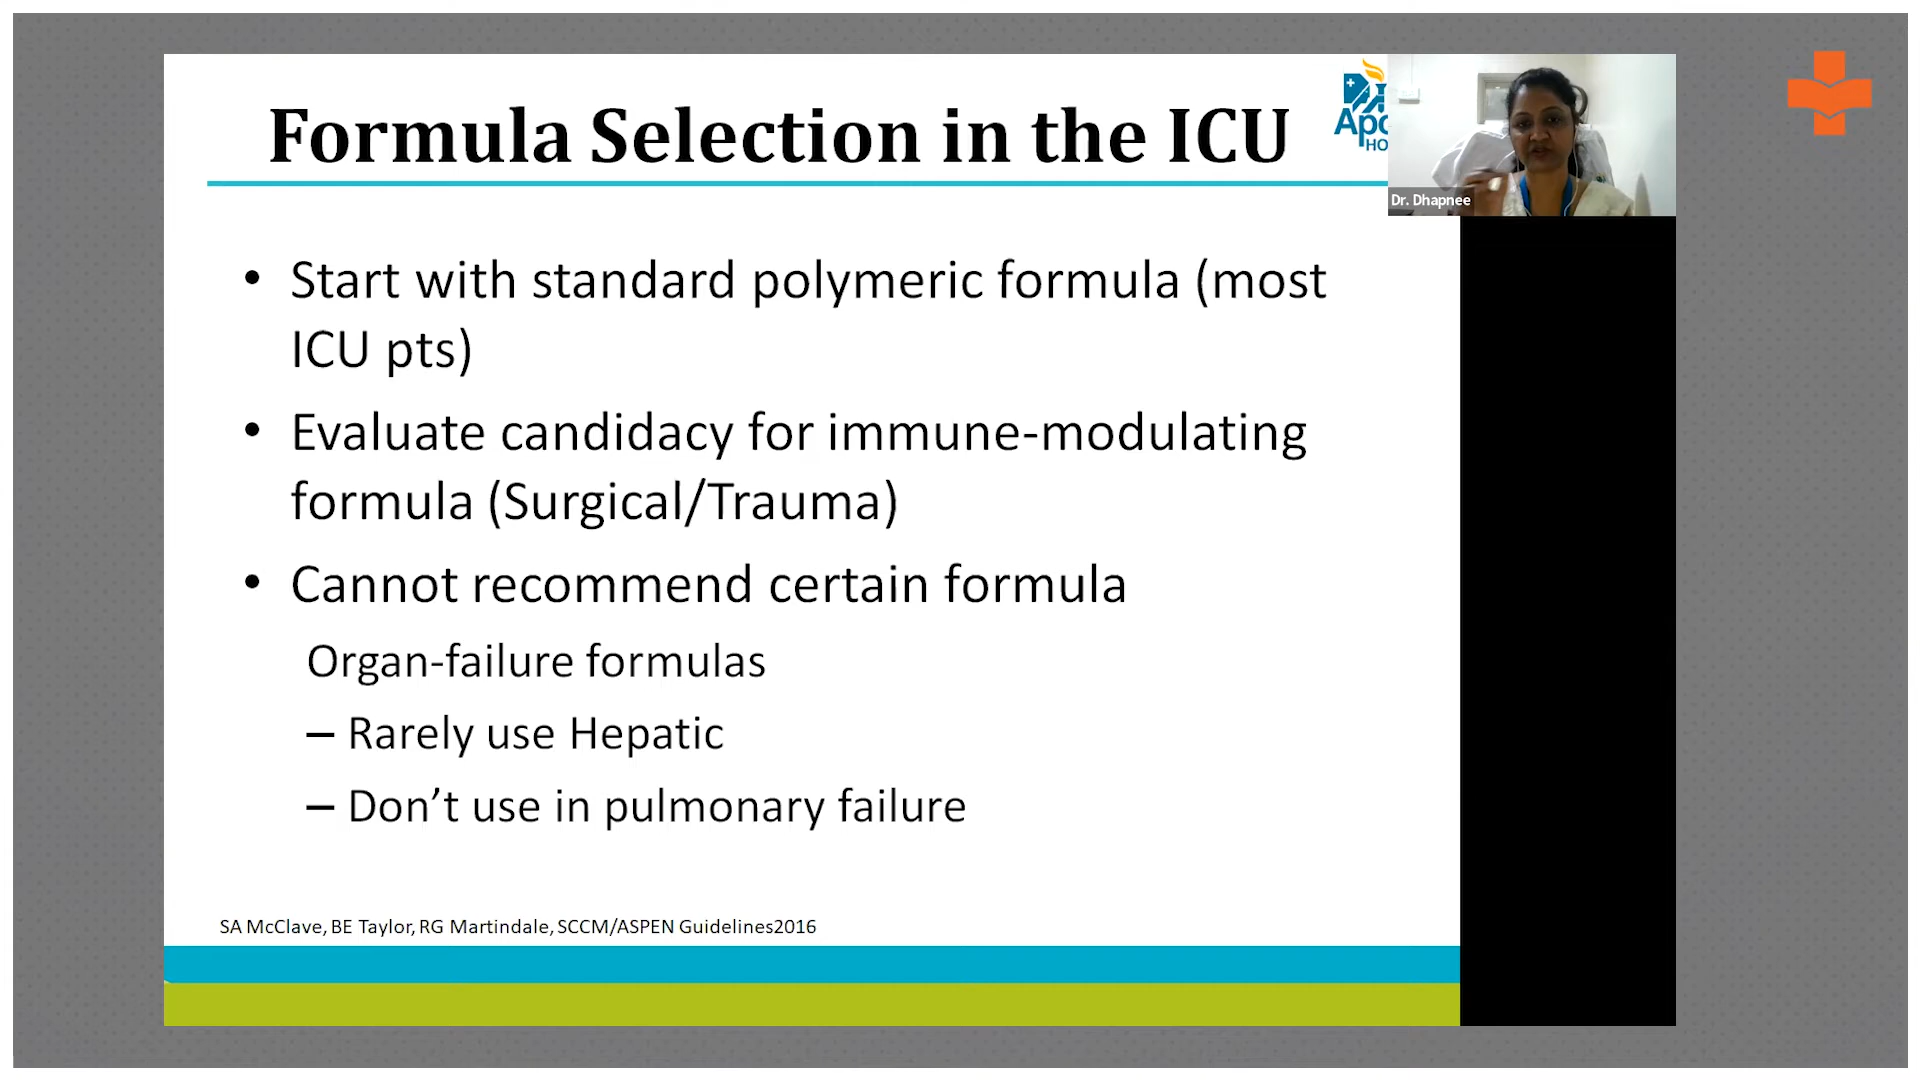 Formula Selection in the ICU
Dr. Dhapnee
• Start with standard polymeric formula (most
ICU pts)
• Evaluate candidacy for immune-modulating
formula (Surgical/Trauma)
• Cannot recommend certain formula
Organ-failure formulas
– Rarely use Hepatic
– Don’t use in pulmonary failure
SA McClave, BE Taylor, RG Martindale, SCCM/ASPEN Guidelines2016